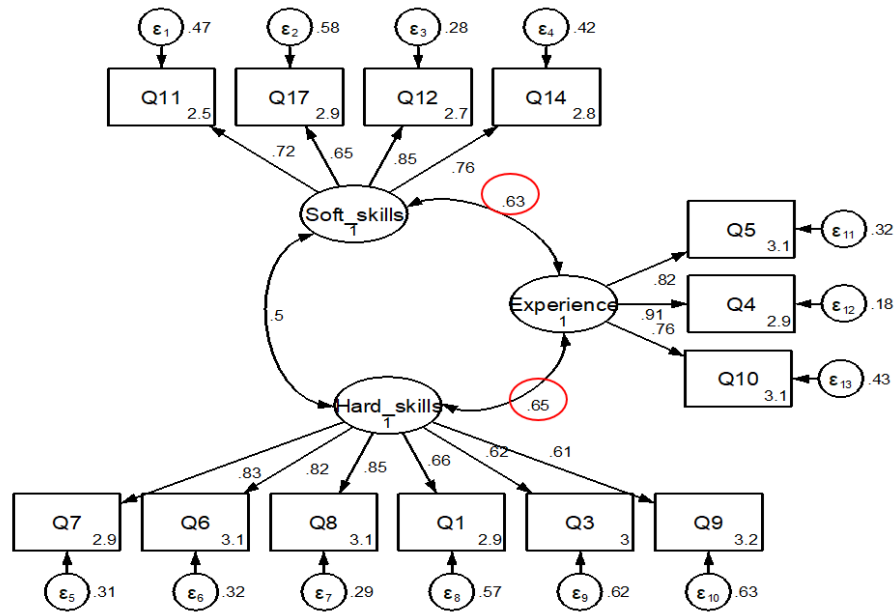 ε1 .47 ε2 .58 ε3 .28 ε4 .42
Q11 2.5 Q17 2.9 Q12 2.7 Q14 2.8
.72 .65 .85 .76
Soft_skills 1
.63
Q5 3.1 ε11 .32
.82
Experience 1
.91
Q4 2.9 ε12 .18
.76
Q10 3.1 ε13 .43
.5
Hard_skills 1
.65
.83 .82 .85 .66 .62 .61
Q7 2.9 Q6 3.1 Q8 3.1 Q1 2.9 Q3 3 Q9 3.2
ε5 .31 ε6 .32 ε7 .29 ε8 .57 ε9 .62 ε10 .63